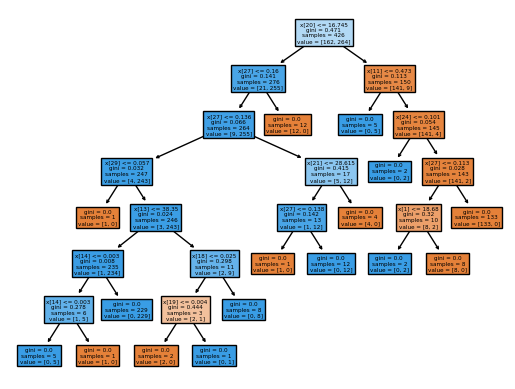 x[20] <= 16.745
gini = 0.471
samples = 426
value = [162, 264]
x[27] <= 0.16
gini = 0.141
samples = 276
value = [21, 255]
x[11] <= 0.473
gini = 0.113
samples = 150
value = [141, 9]
x[27] <= 0.136
gini = 0.066
samples = 264
value = [9, 255]
gini = 0.0
samples = 12
value = [12, 0]
gini = 0.0
samples = 5
value = [0, 5]
x[24] <= 0.101
gini = 0.054
samples = 145
value = [141, 4]
x[29] <= 0.057
gini = 0.032
samples = 247
value = [4, 243]
x[21] <= 28.615
gini = 0.415
samples = 17
value = [5, 12]
gini = 0.0
samples = 2
value = [0, 2]
x[27] <= 0.113
gini = 0.028
samples = 143
value = [141, 2]
gini = 0.0
samples = 1
value = [1, 0]
x[13] <= 38.35
gini = 0.024
samples = 246
value = [3, 243]
x[27] <= 0.138
gini = 0.142
samples = 13
value = [1, 12]
gini = 0.0
samples = 4
value = [4, 0]
x[1] <= 18.68
gini = 0.32
samples = 10
value = [8, 2]
gini = 0.0
samples = 133
value = [133, 0]
x[14] <= 0.003
gini = 0.008
samples = 235
value = [1, 234]
x[18] <= 0.025
gini = 0.298
samples = 11
value = [2, 9]
gini = 0.0
samples = 1
value = [1, 0]
gini = 0.0
samples = 12
value = [0, 12]
gini = 0.0
samples = 2
value = [0, 2]
gini = 0.0
samples = 8
value = [8, 0]
x[14] <= 0.003
gini = 0.278
samples = 6
value = [1, 5]
gini = 0.0
samples = 229
value = [0, 229]
x[19] <= 0.004
gini = 0.444
samples = 3
value = [2, 1]
gini = 0.0
samples = 8
value = [0, 8]
gini = 0.0
samples = 5
value = [0, 5]
gini = 0.0
samples = 1
value = [1, 0]
gini = 0.0
samples = 2
value = [2, 0]
gini = 0.0
samples = 1
value = [0, 1]